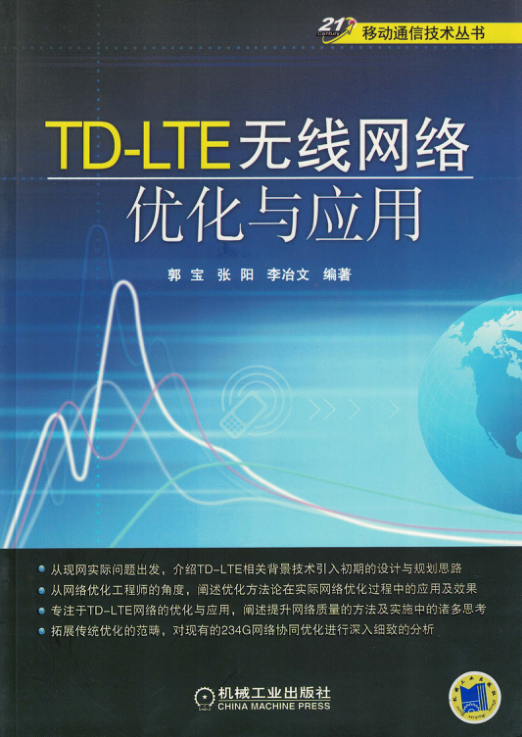 21 Century 移动通信技术丛书
TD-LTE无线网络
优化与应用
郭 宝 张 阳 李冶文 编著
• 从现网实际问题出发，介绍TD-LTE相关背景技术引入初期的设计与规划思路
• 从网络优化工程师的角度，阐述优化方法论在实际网络优化过程中的应用及效果
• 专注于TD-LTE网络的优化与应用，阐述提升网络质量的方法及实施中的诸多思考
• 拓展传统优化的范畴，对现有的234G网络协同优化进行深入细致的分析
机械工业出版社
CHINA MACHINE PRESS